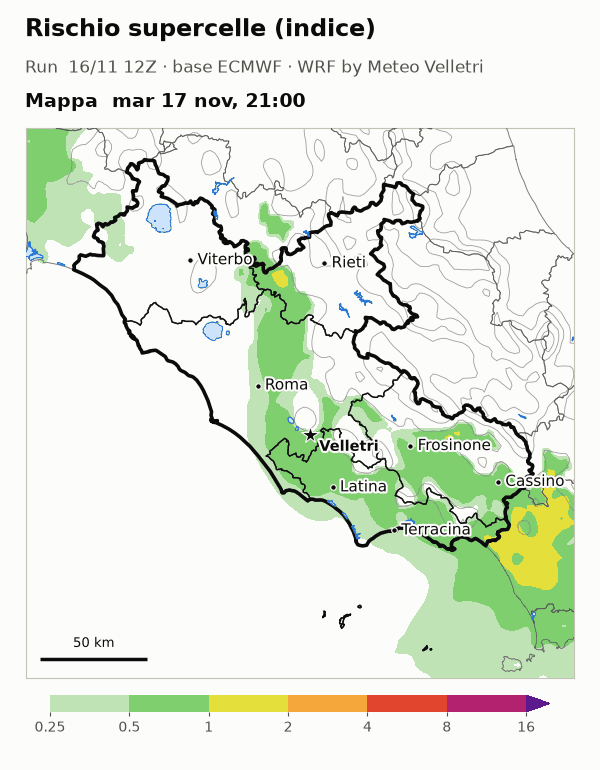 Rischio supercelle (indice)
Run  16/11 12Z · base ECMWF · WRF by Meteo Velletri
Mappa  mar 17 nov, 21:00
Viterbo
Rieti
Roma
Velletri
Frosinone
Cassino
Latina
Terracina
50 km
0.25 0.5 1 2 4 8 16